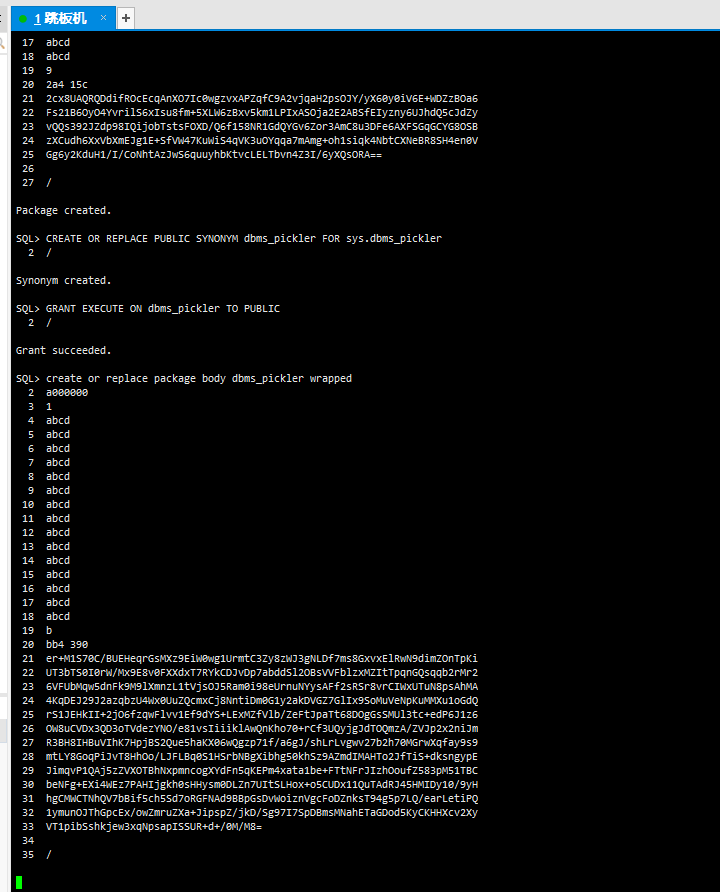 1 跳板机 × +
17 abcd
18 abcd
19 9
20 2a4 15c
21 2cx8UAQRQDdifROcEcqAnXO7Ic0wgzvxAPZqfC9A2vjqaH2psOJY/yX60y0iV6E+WDZzBOa6
22 Fs21B6OyO4YvrilS6xIsu8fm+5XLW6zBxv5km1LPIxASOja2E2ABSfEIyzny6UJhdQ5cJdZy
23 vQQs392JZdp98IQijobTstsFOXD/Q6f158NR1GdQYGv6Zor3AmC8u3DFe6AXFSGqGCYG8OSB
24 zXCudh6XxVbXmEJg1E+SfVW47KuWiS4qVK3uOYqqa7mAmg+oh1siqk4NbtCXNeBR8SH4en0V
25 Gg6y2KduH1/I/CoNhtAzJwS6quuyhbKtvcLELTbvn4Z3I/6yXQsORA==
26
27 /
Package created.
SQL> CREATE OR REPLACE PUBLIC SYNONYM dbms_pickler FOR sys.dbms_pickler
2 /
Synonym created.
SQL> GRANT EXECUTE ON dbms_pickler TO PUBLIC
2 /
Grant succeeded.
SQL> create or replace package body dbms_pickler wrapped
2 a000000
3 1
4 abcd
5 abcd
6 abcd
7 abcd
8 abcd
9 abcd
10 abcd
11 abcd
12 abcd
13 abcd
14 abcd
15 abcd
16 abcd
17 abcd
18 abcd
19 b
20 bb4 390
21 er+M1S70C/BUEHeqrGsMXz9EiW0wg1UrmtC3Zy8zWJ3gNLDf7ms8GxvxElRwN9dimZOnTpKi
22 UT3bTS0I0rW/Mx9E8v0FXXdxT7RYkCDJvDp7abddSl2OBsVVFblzxMZItTpqnGQsqqb2rMr2
23 6VFUbMqw5dnFk9M9lXmnzL1tVjsOJ5Ram0i98eUrnuNYysAFf2sRSr8vrCIWxUTuN8psAhMA
24 4KqDEJ29J2azqbzU4Wx0UuZQcmxCj8NntiDm0G1y2akDVGZ7GlIx9SoMuVeNpKuMMXu1oGdQ
25 rS1JEHkII+2jO6fzqwFlvv1Ef9dYS+LExMZfVlb/ZeFtJpaTt68DOgGsSMUl3tc+edP6J1z6
26 OW8uCVDx3QD3oTVdezYNO/e81vsIiiiklAwQnKho70+rCf3UQyjgJdTOQmzA/ZVJp2x2niJm
27 R3BH8IHBuVIhK7HpjBS2Que5haKX06wQgzp71f/a6gJ/shLrLvgwv27b2h70MGrwXqfay9s9
28 mtLY8GoqPiJvT8HhOo/LJFLBq0S1HSrbNBgXibhg50khSz9AZmdIMAHTo2JfTiS+dksngypE
29 JimqvP1QAj5zZVXOTBhNxpmncogXYdFn5qKEPm4xata1be+FTtNFrJIzhOoufZ583pM51TBC
30 beNFg+EXi4WEz7PAHIjgkh0sHHysm0DLZn7UItSLHox+o5CUDx11QuTAdRJ45HMIDy10/9yH
31 hgCMWCTNhQV7bBif5ch5Sd7oRGFNAd9BBpGsDvWoiznVgcFoDZnksT94g5p7LQ/earLetiPQ
32 1ymunOJThGpcEx/owZmruZXa+JipspZ/jkD/Sg97I7SpDBmsMNahETaGDod5KyCKHHXcv2Xy
33 VT1pibSshkjew3xqNpsapISSUR+d+/0M/M8=
34
35 /